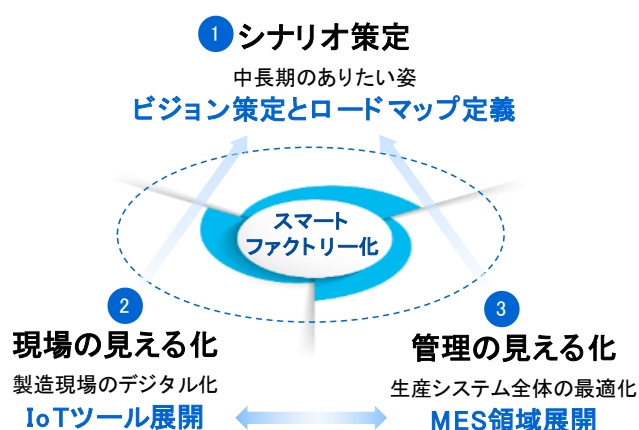 1 シナリオ策定
中長期のありたい姿
ビジョン策定とロードマップ定義
スマート
ファクトリー化
2
現場の見える化
製造現場のデジタル化
IoTツール展開
3
管理の見える化
生産システム全体の最適化
MES領域展開